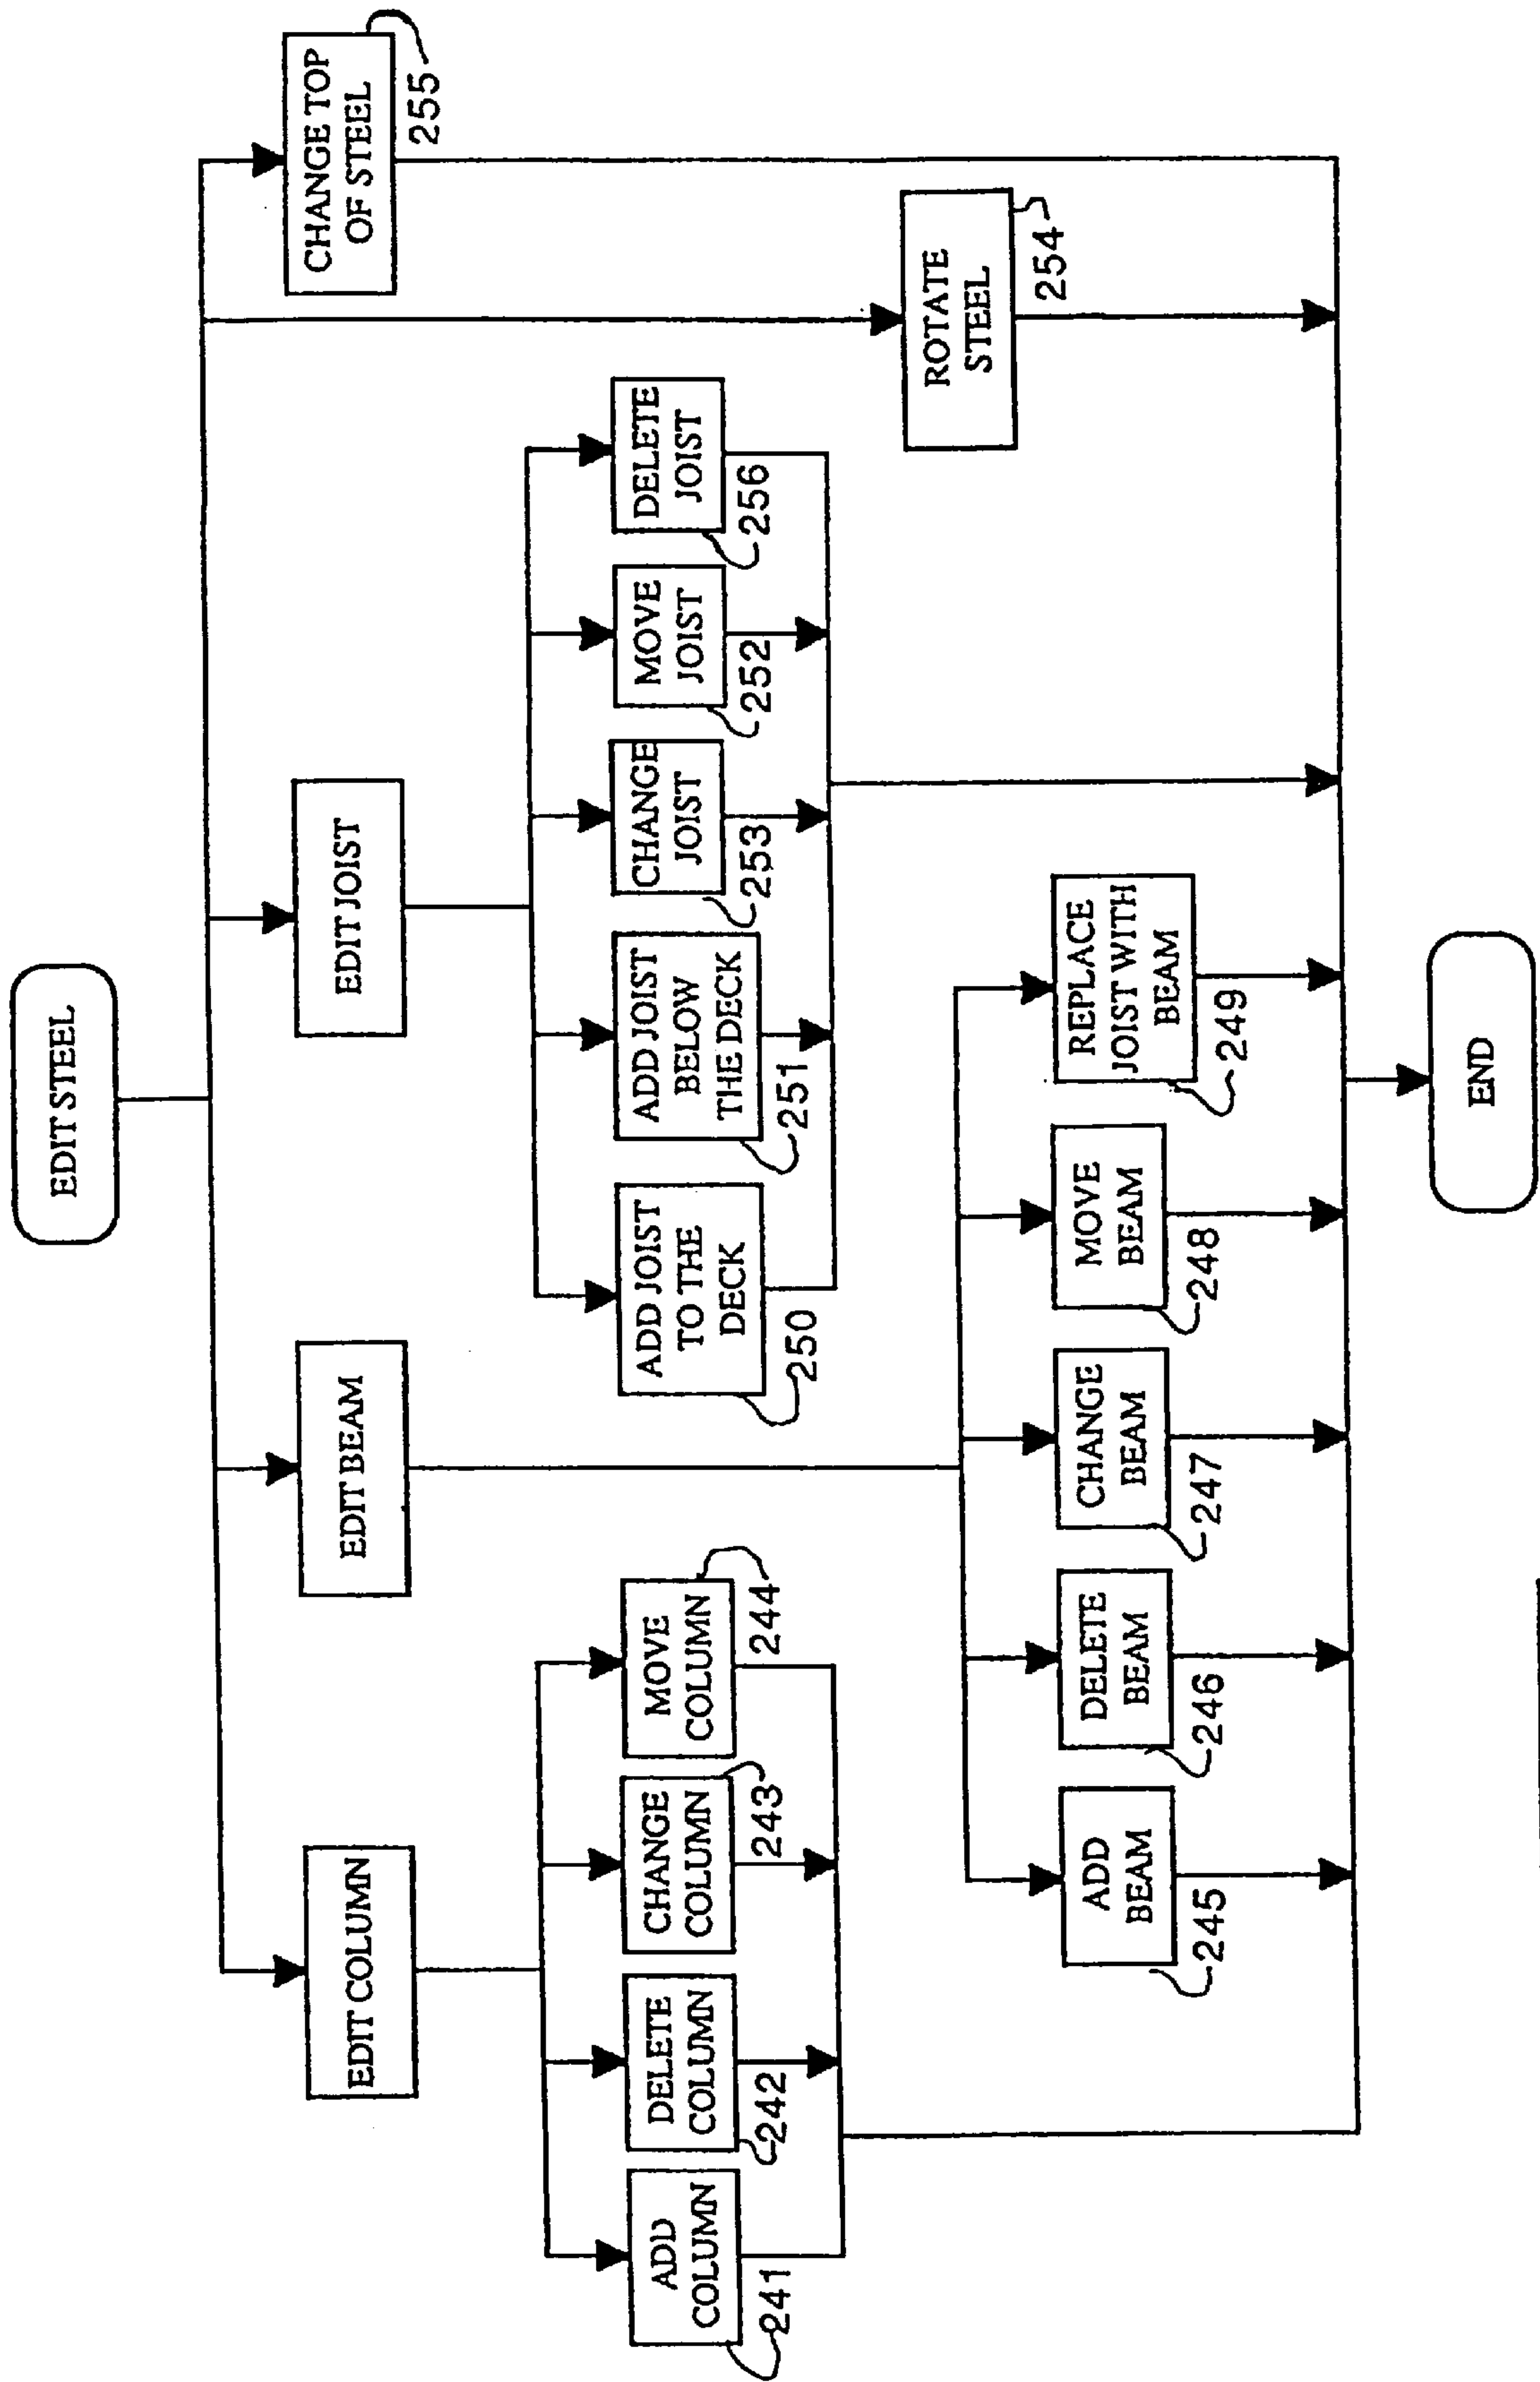 EDIT STEEL
EDIT COLUMN
EDIT BEAM
EDIT JOIST
CHANGE TOP
OF STEEL
255
ADD
COLUMN
241
DELETE
COLUMN
242
CHANGE
COLUMN
243
MOVE
COLUMN
244
ADD JOIST
TO THE
DECK
250
ADD JOIST
BELOW
THE DECK
251
CHANGE
JOIST
253
MOVE
JOIST
252
DELETE
JOIST
256
ROTATE
STEEL
254
ADD
BEAM
245
DELETE
BEAM
246
CHANGE
BEAM
247
MOVE
BEAM
248
REPLACE
JOIST WITH
BEAM
249
END